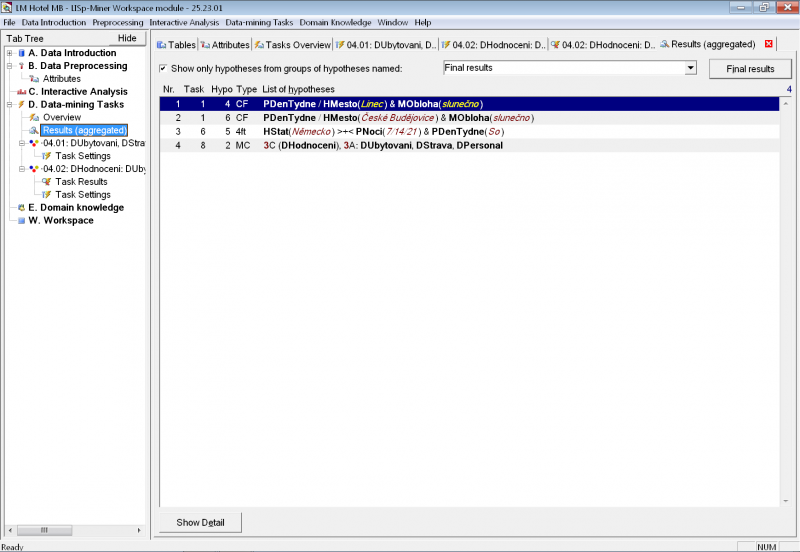 LM Hotel MB - LISp-Miner Workspace module - 25.23.01
File Data Introduction Preprocessing Interactive Analysis Data-mining Tasks Domain Knowledge Window Help
Tab Tree Hide
A. Data Introduction
B. Data Preprocessing
Attributes
C. Interactive Analysis
D. Data-mining Tasks
Overview
Results (aggregated)
04.01: DUbytovani, DStra
Task Settings
04.02: DHodnoceni: DUby
Task Results
Task Settings
E. Domain knowledge
W. Workspace
Tables Attributes Tasks Overview 04.01: DUbytovani, D.. 04.02: DHodnoceni: D.. 04.02: DHodnoceni: D.. Results (aggregated)
Show only hypotheses from groups of hypotheses named: Final results Final results
Nr. Task Hypo Type List of hypotheses 4
1 1 4 CF PDenTydne / HMesto(Linec) & MObloha(slunečno)
2 1 6 CF PDenTydne / HMesto(České Budějovice) & MObloha(slunečno)
3 6 5 4ft HStat(Německo) >÷< PNoci(7/14/21) & PDenTydne(So)
4 8 2 MC 3C (DHodnoceni), 3A: DUbytovani, DStrava, DPersonal
Show Detail
Ready NUM